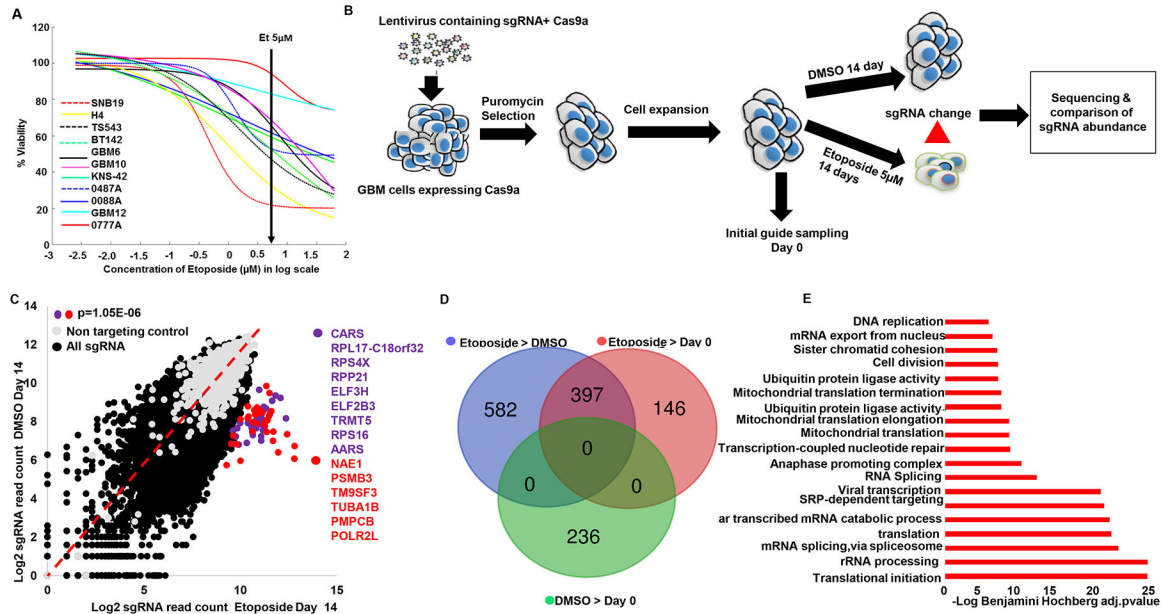 A
120
100
80
60
40
20
0
% Viability
Et 5µM
SNB19
H4
TS543
BT142
GBM6
GBM10
KNS-42
0487A
0088A
GBM12
0777A
-3 -2.5 -2 -1.5 -1 -0.5 0 0.5 1 1.5 2
Concentration of Etoposide (µM) in log scale
B
Lentivirus containing sgRNA+ Cas9a
GBM cells expressing Cas9a
Puromycin
Selection
Cell expansion
DMSO 14 day
sgRNA change
Etoposide 5µM
14 days
Initial guide sampling
Day 0
Sequencing &
comparison of
sgRNA abundance
C
14
12
10
8
6
4
2
0
Log2 sgRNA read count DMSO Day 14
p=1.05E-06
Non targeting control
All sgRNA
0 5 10 15
Log2 sgRNA read count Etoposide Day 14
CARS
RPL17-C18orf32
RPS4X
RPP21
ELF3H
ELF2B3
TRMT5
RPS16
AARS
NAE1
PSMB3
TM9SF3
TUBA1B
PMPCB
POLR2L
D
Etoposide > DMSO
Etoposide > Day 0
582
397
146
0
0
0
236
DMSO > Day 0
E
DNA replication
mRNA export from nucleus
Sister chromatid cohesion
Cell division
Ubiquitin protein ligase activity
Mitochondrial translation termination
Ubiquitin protein ligase activity
Mitochondrial translation elongation
Mitochondrial translation
Transcription-coupled nucleotide repair
Anaphase promoting complex
RNA Splicing
Viral transcription
SRP-dependent targeting
ar transcribed mRNA catabolic process
translation
mRNA splicing,via spliceosome
rRNA processing
Translational initiation
0 5 10 15 20 25
-Log Benjamini Hochberg adj.pvalue